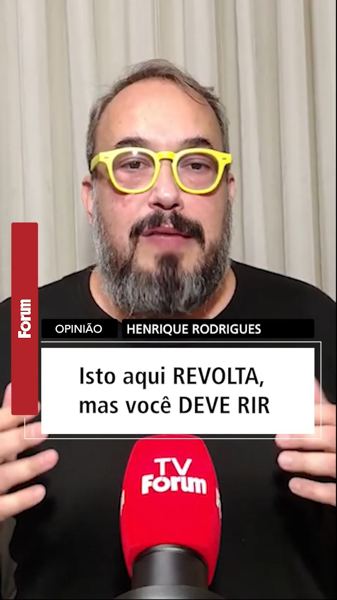 Forum
OPINIÃO HENRIQUE RODRIGUES
Isto aqui REVOLTA,
mas você DEVE RIR
TV
Forum